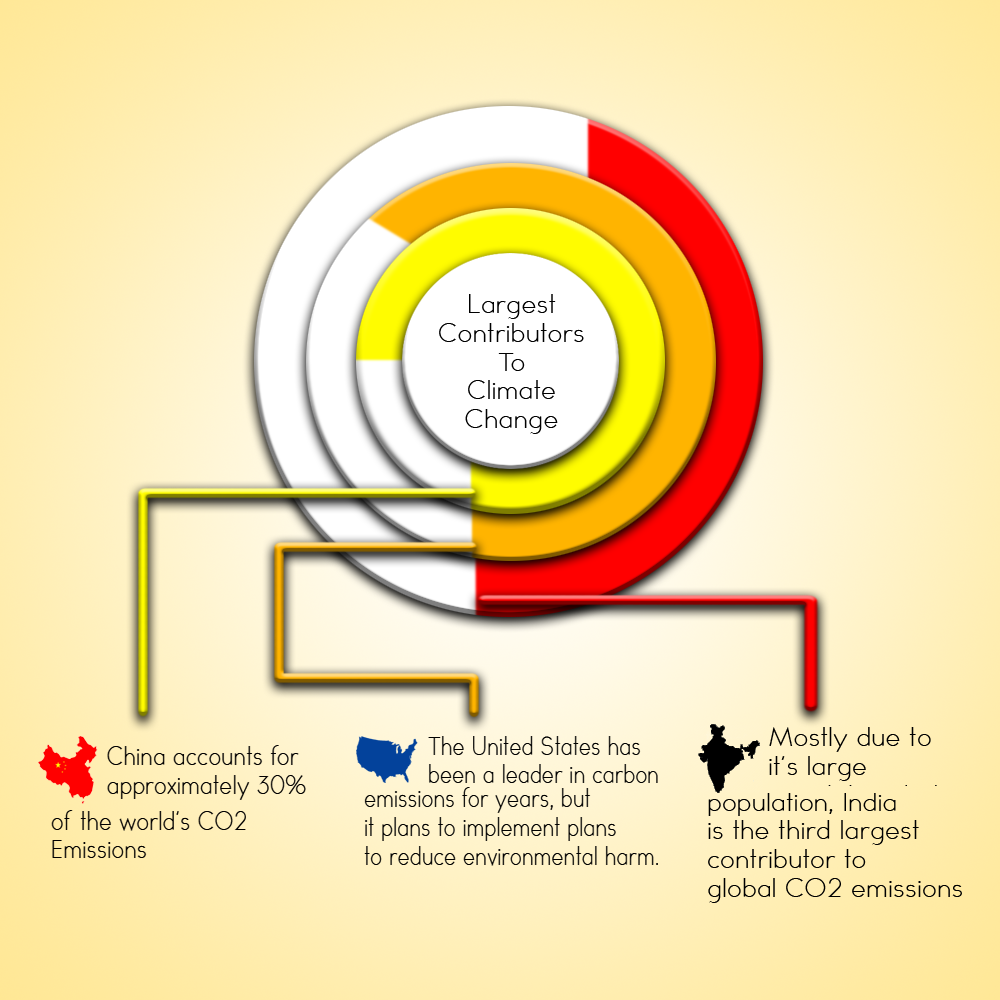 Largest
Contributors
To
Climate
Change
China accounts for
approximately 30%
of the world's CO2
Emissions
The United States has
been a leader in carbon
emissions for years, but
it plans to implement plans
to reduce environmental harm.
Mostly due to
it's large
population, India
is the third largest
contributor to
global CO2 emissions